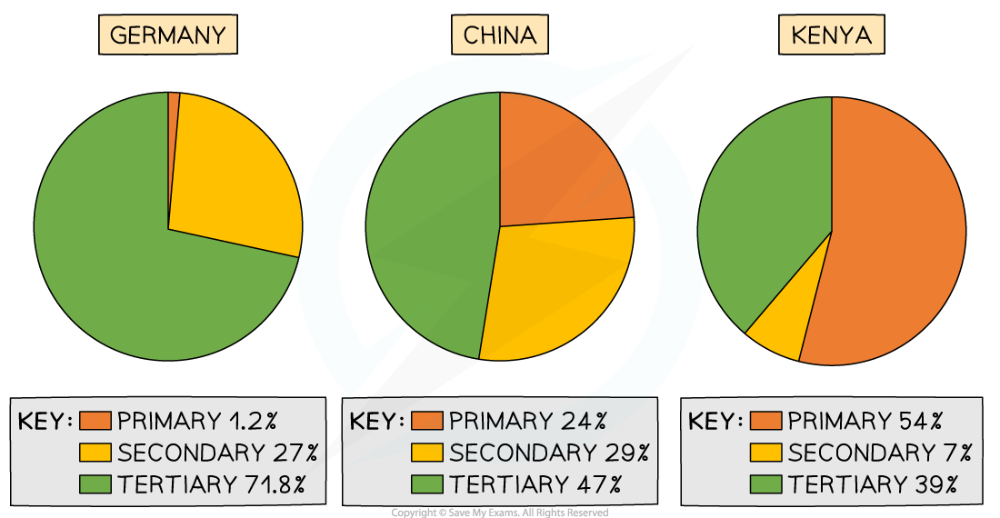 GERMANY
CHINA
KENYA
KEY: PRIMARY 1.2%
SECONDARY 27%
TERTIARY 71.8%
KEY: PRIMARY 24%
SECONDARY 29%
TERTIARY 47%
KEY: PRIMARY 54%
SECONDARY 7%
TERTIARY 39%
Copyright © Save My Exams. All Rights Reserved